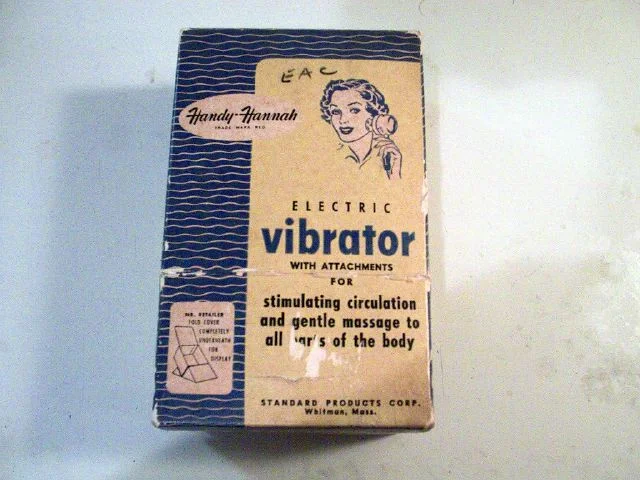 EAC
Handy-Hannah
TRADE MARK REG
ELECTRIC
vibrator
WITH ATTACHMENTS
FOR
stimulating circulation
and gentle massage to
all parts of the body
MR. RETAILER
FOLD COVER
COMPLETELY
UNDERNEATH
FOR
DISPLAY
STANDARD PRODUCTS CORP.
Whitman, Mass.